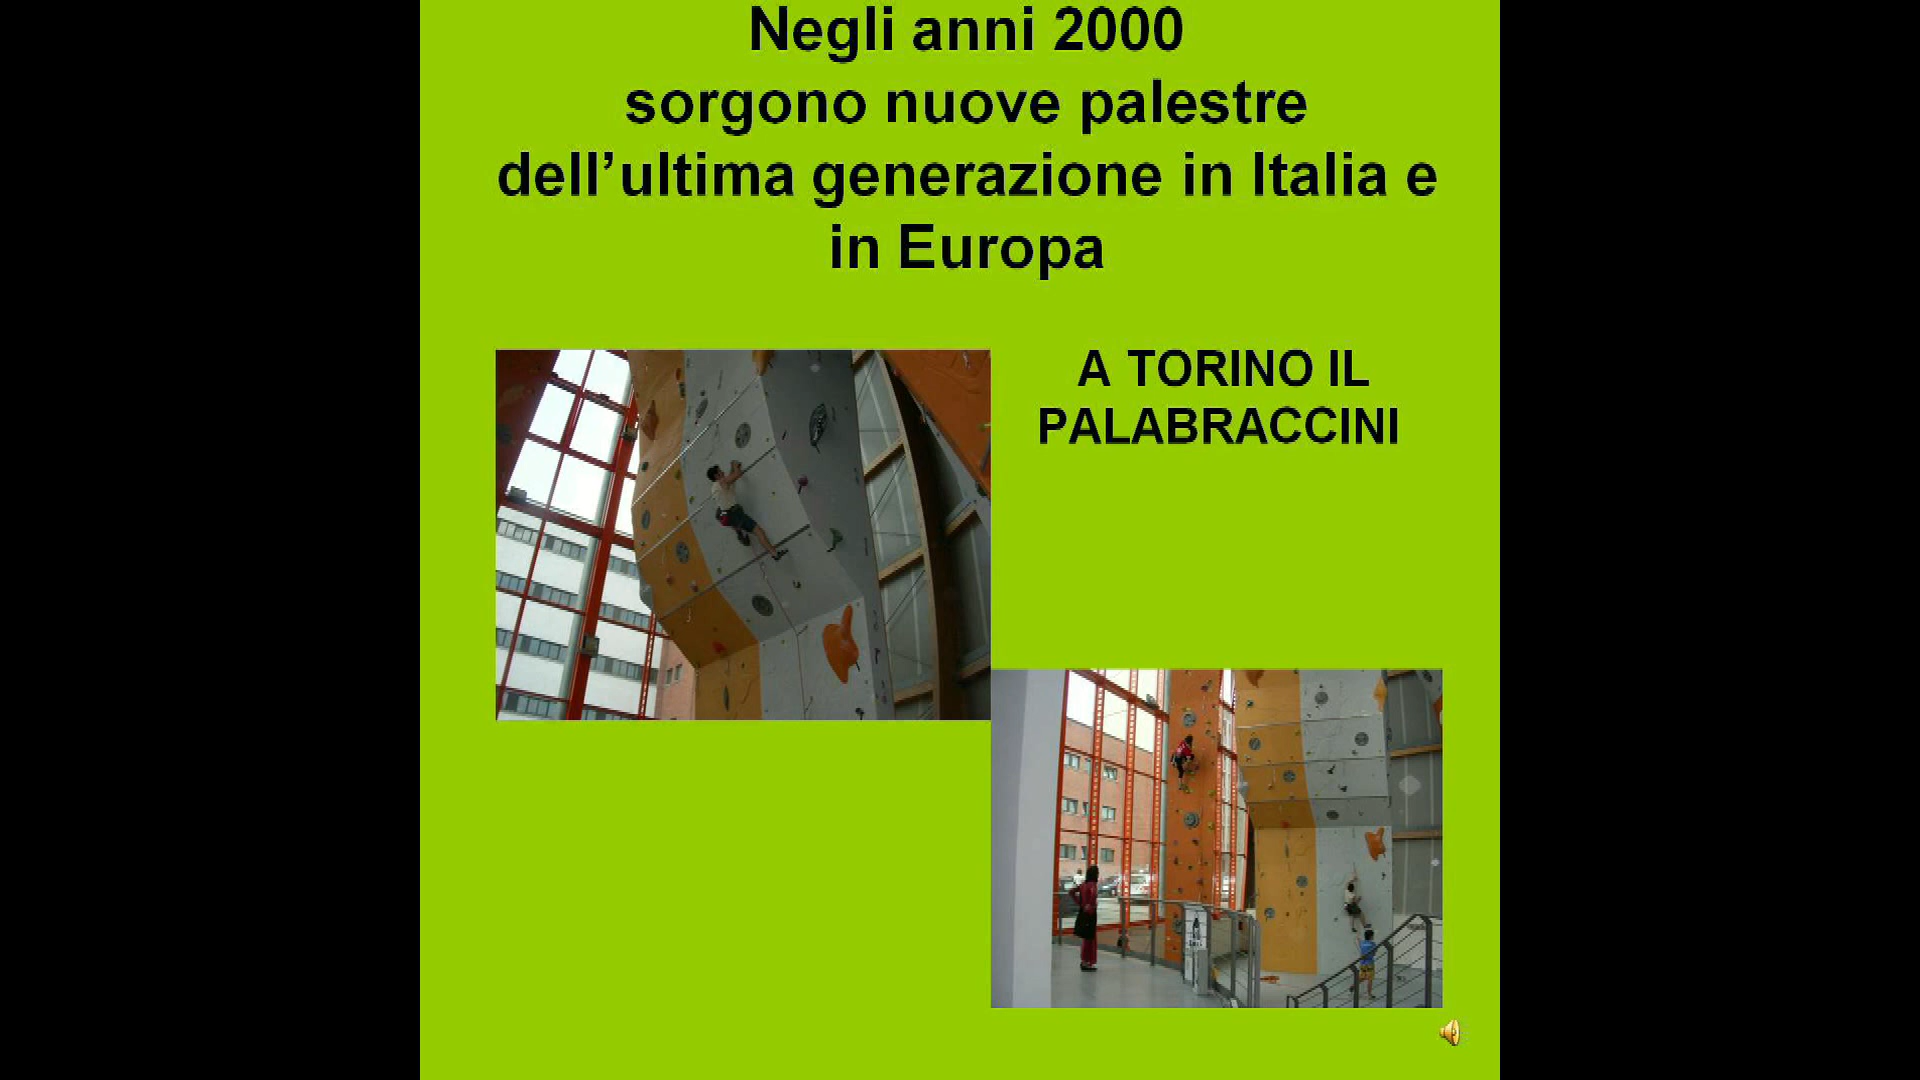 Negli anni 2000
sorgono nuove palestre
dell’ultima generazione in Italia e
in Europa
A TORINO IL
PALABRACCINI